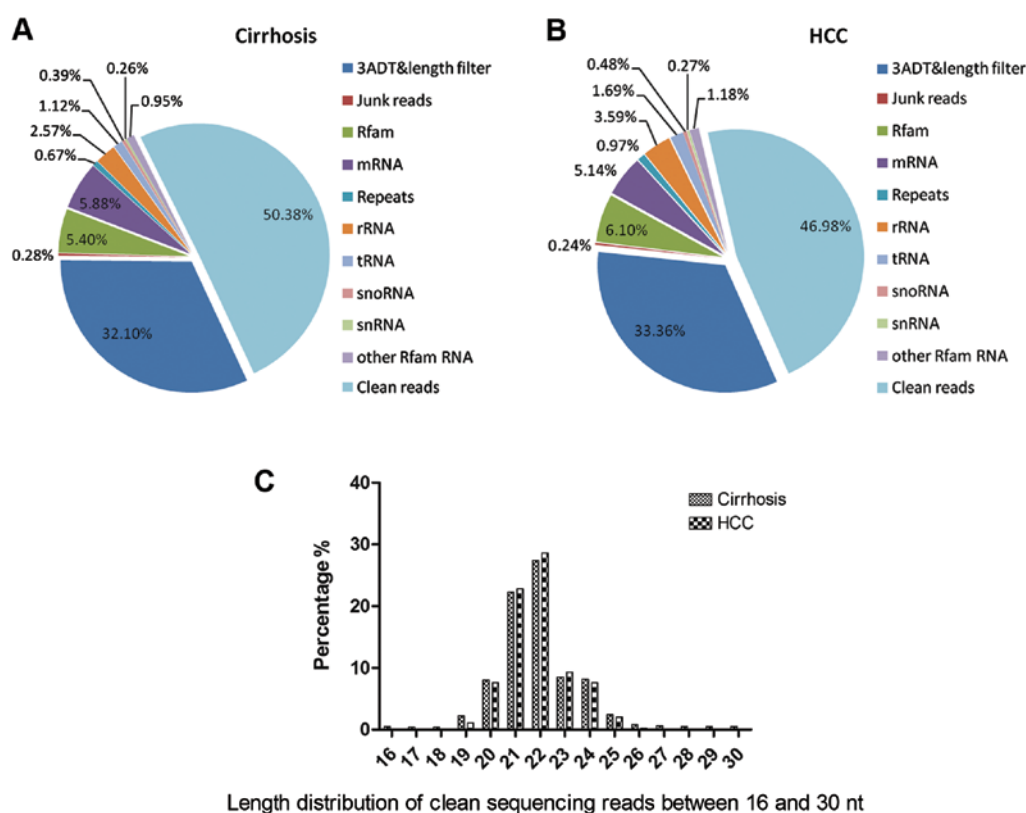 A
Cirrhosis
0.26%
0.39%
0.95%
1.12%
2.57%
0.67%
5.88%
5.40%
0.28%
32.10%
50.38%
3ADT&length filter
Junk reads
Rfam
mRNA
Repeats
rRNA
tRNA
snoRNA
snRNA
other Rfam RNA
Clean reads
B
HCC
0.27%
0.48%
1.18%
1.69%
3.59%
0.97%
5.14%
6.10%
0.24%
33.36%
46.98%
3ADT&length filter
Junk reads
Rfam
mRNA
Repeats
rRNA
tRNA
snoRNA
snRNA
other Rfam RNA
Clean reads
C
Percentage %
40
30
20
10
0
Cirrhosis
HCC
16 17 18 19 20 21 22 23 24 25 26 27 28 29 30
Length distribution of clean sequencing reads between 16 and 30 nt